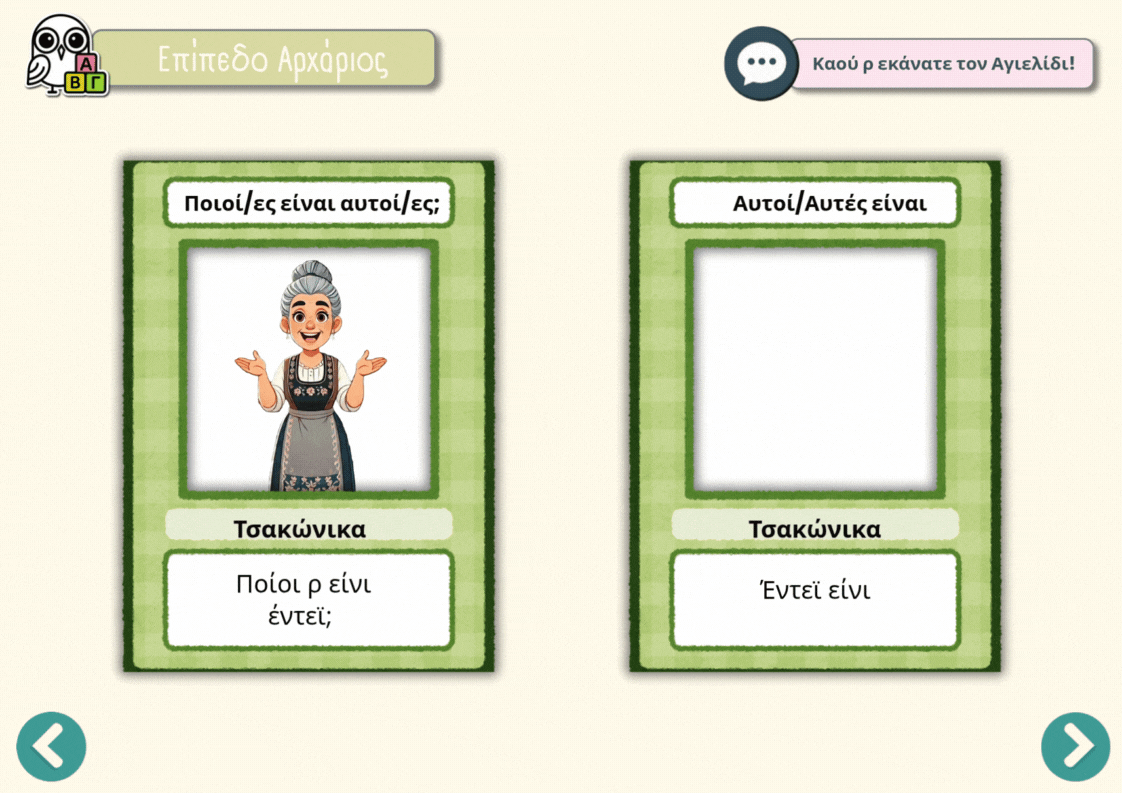 Επίπεδο Αρχάριος
Καού ρ εκάνατε τον Αγιελίδι!
Α
Β Γ
Ποιοί/ες είναι αυτοί/ες;
Αυτοί/Αυτές είναι
Τσακώνικα
Τσακώνικα
Ποίοι ρ είνι
έντεϊ;
Έντεϊ είνι